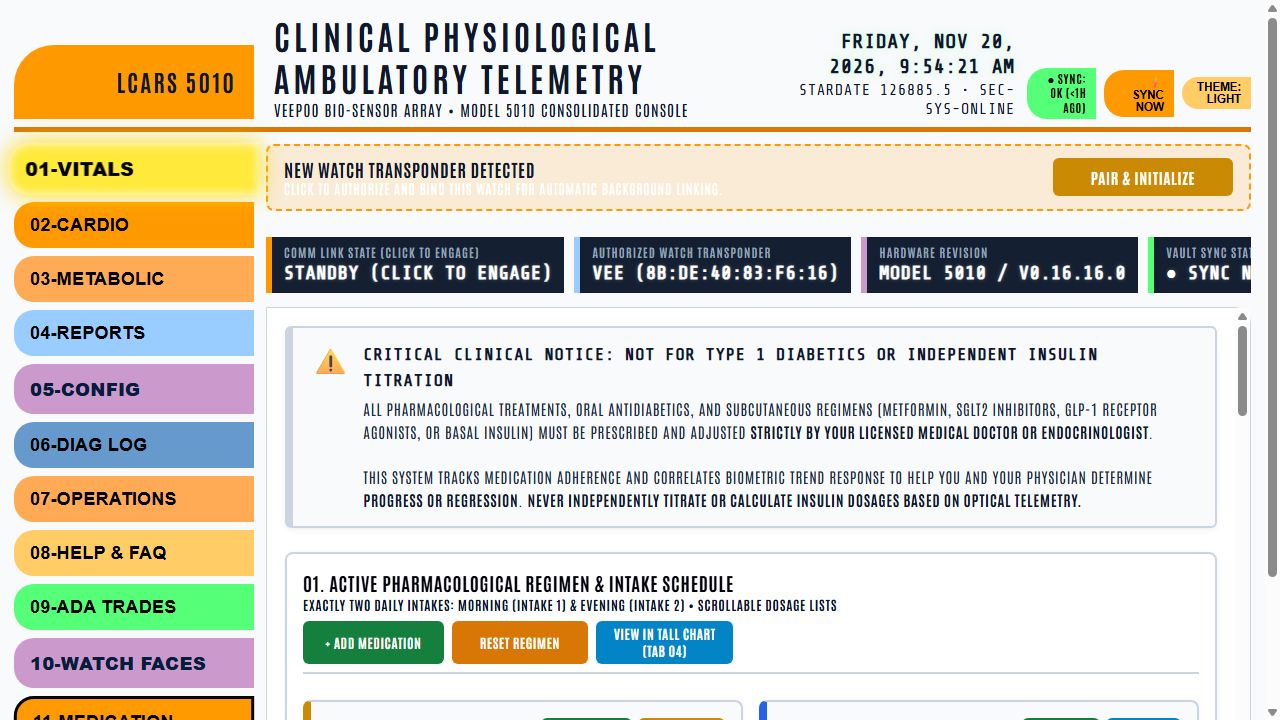 LCARS 5010
CLINICAL PHYSIOLOGICAL
AMBULATORY TELEMETRY
VEEPOO BIO-SENSOR ARRAY • MODEL 5010 CONSOLIDATED CONSOLE
FRIDAY, NOV 20,
2026, 9:54:21 AM
STARDATE 126885.5 · SEC-
SYS-ONLINE
● SYNC:
OK (<1H
AGO)
SYNC
NOW
THEME:
LIGHT
01-VITALS
02-CARDIO
03-METABOLIC
04-REPORTS
05-CONFIG
06-DIAG LOG
07-OPERATIONS
08-HELP & FAQ
09-ADA TRADES
10-WATCH FACES
11-MEDICATION
NEW WATCH TRANSPONDER DETECTED
CLICK TO AUTHORIZE AND BIND THIS WATCH FOR AUTOMATIC BACKGROUND LINKING.
PAIR & INITIALIZE
COMM LINK STATE (CLICK TO ENGAGE)
STANDBY (CLICK TO ENGAGE)
AUTHORIZED WATCH TRANSPONDER
VEE (8B:DE:40:83:F6:16)
HARDWARE REVISION
MODEL 5010 / V0.16.16.0
VAULT SYNC STAT
● SYNC N
CRITICAL CLINICAL NOTICE: NOT FOR TYPE 1 DIABETICS OR INDEPENDENT INSULIN
TITRATION
ALL PHARMACOLOGICAL TREATMENTS, ORAL ANTIDIABETICS, AND SUBCUTANEOUS REGIMENS (METFORMIN, SGLT2 INHIBITORS, GLP-1 RECEPTOR
AGONISTS, OR BASAL INSULIN) MUST BE PRESCRIBED AND ADJUSTED STRICTLY BY YOUR LICENSED MEDICAL DOCTOR OR ENDOCRINOLOGIST.
THIS SYSTEM TRACKS MEDICATION ADHERENCE AND CORRELATES BIOMETRIC TREND RESPONSE TO HELP YOU AND YOUR PHYSICIAN DETERMINE
PROGRESS OR REGRESSION. NEVER INDEPENDENTLY TITRATE OR CALCULATE INSULIN DOSAGES BASED ON OPTICAL TELEMETRY.
01. ACTIVE PHARMACOLOGICAL REGIMEN & INTAKE SCHEDULE
EXACTLY TWO DAILY INTAKES: MORNING (INTAKE 1) & EVENING (INTAKE 2) • SCROLLABLE DOSAGE LISTS
+ ADD MEDICATION
RESET REGIMEN
VIEW IN TALL CHART
(TAB 04)